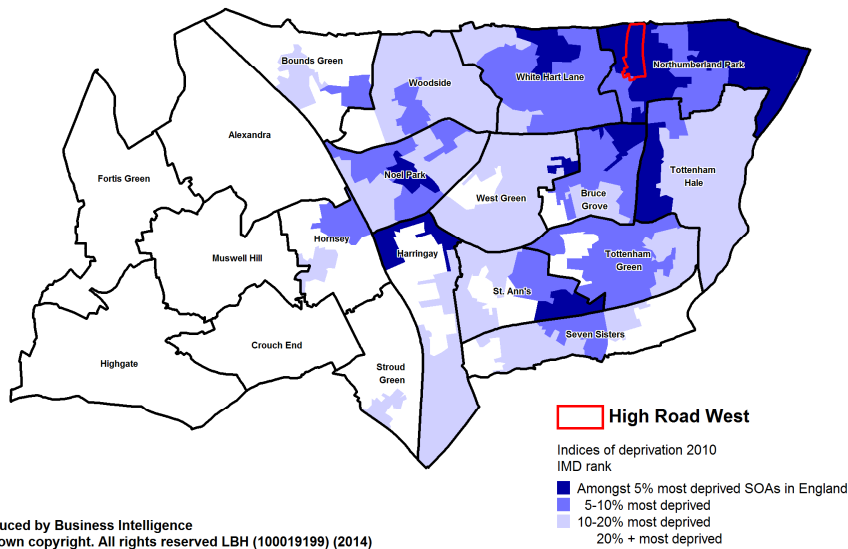 Bounds Green
Woodside
White Hart Lane
Northumberland Park
Alexandra
Fortis Green
Noel Park
West Green
Bruce
Grove
Tottenham
Hale
Hornsey
Muswell Hill
Harringay
Tottenham
Green
St. Ann's
Seven Sisters
Crouch End
Highgate
Stroud
Green
High Road West
Indices of deprivation 2010
IMD rank
Amongst 5% most deprived SOAs in England
5-10% most deprived
10-20% most deprived
20% + most deprived
uced by Business Intelligence
own copyright. All rights reserved LBH (100019199) (2014)